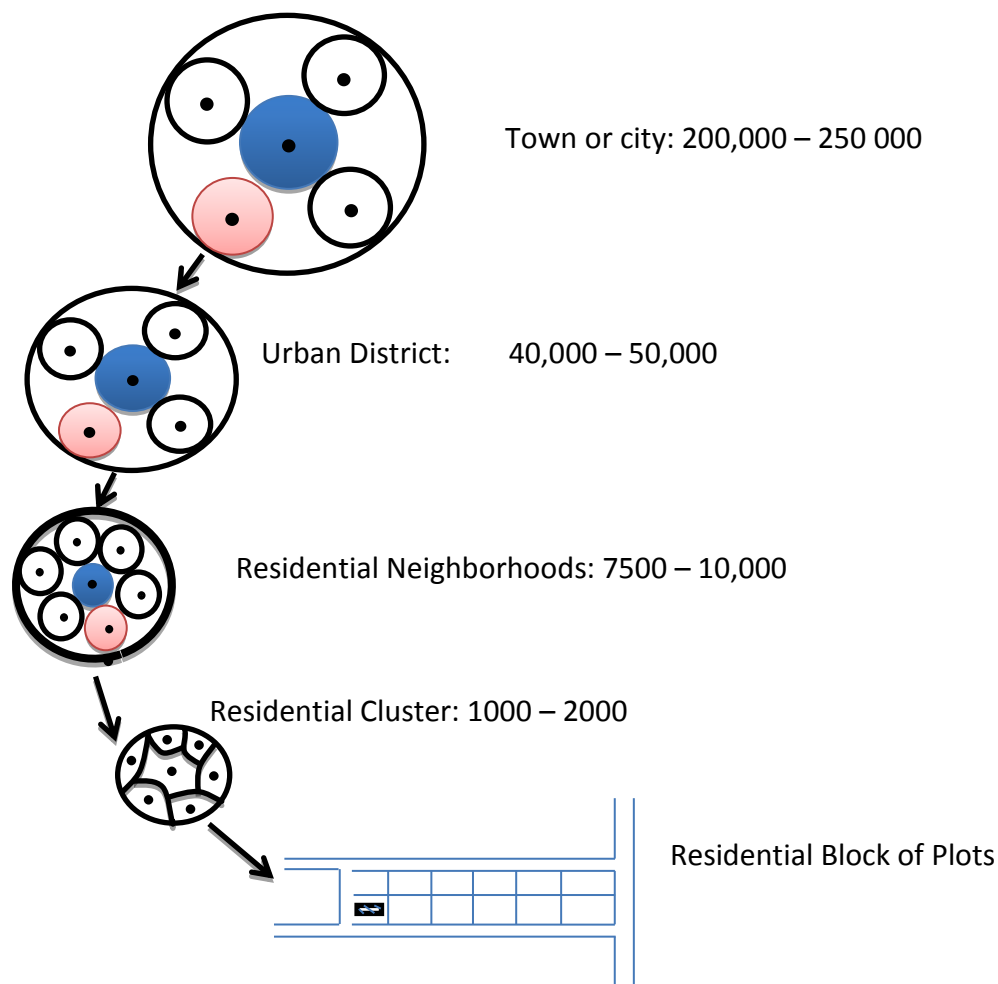 Town or city: 200,000 – 250 000
Urban District: 40,000 – 50,000
Residential Neighborhoods: 7500 – 10,000
Residential Cluster: 1000 – 2000
Residential Block of Plots